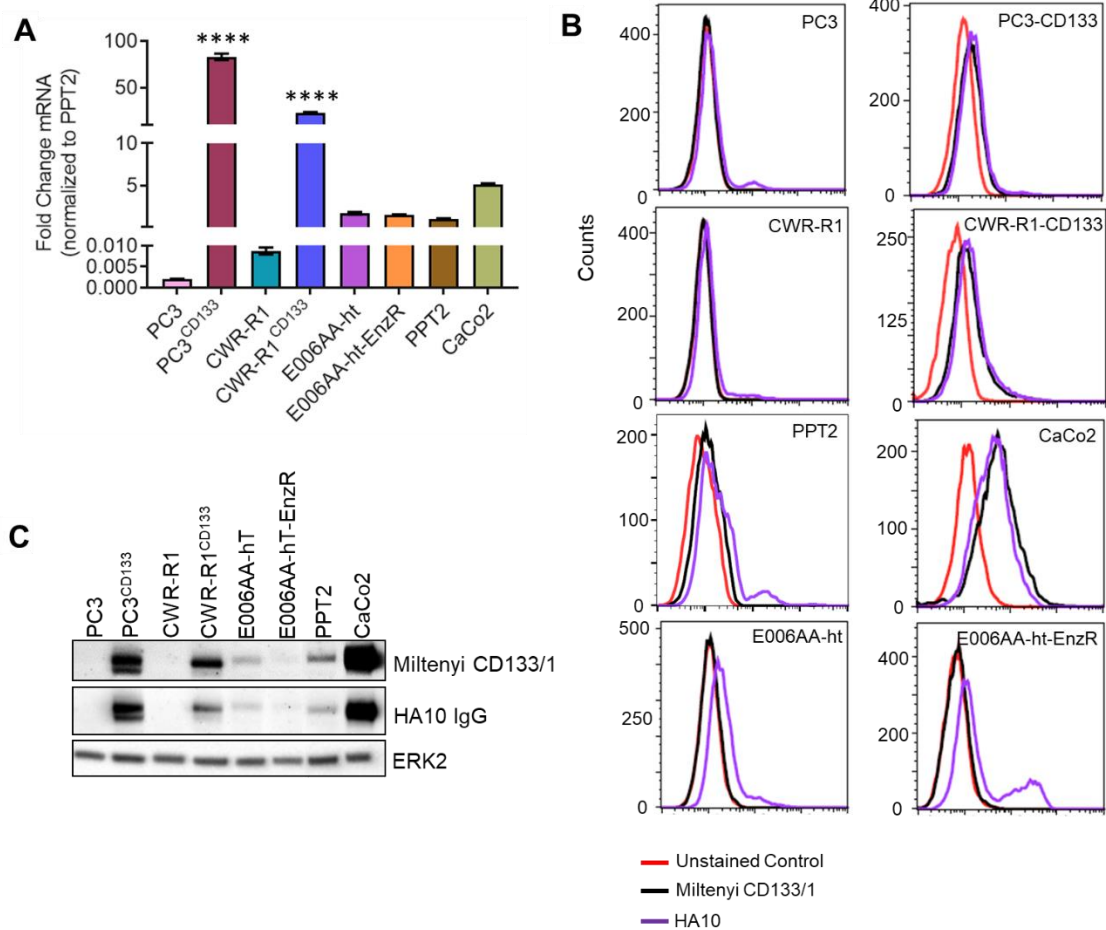 A
Fold Change mRNA
(normalized to PPT2)
100
50
10
5
0.010
0.005
0.000
****
****
PC3
PC3CD133
CWR-R1
CWR-R1CD133
E006AA-ht
E006AA-ht-EnzR
PPT2
CaCo2
B
Counts
PC3
400
200
0
PC3-CD133
400
200
0
CWR-R1
400
200
0
CWR-R1-CD133
250
125
0
PPT2
200
100
0
CaCo2
200
100
0
E006AA-ht
500
250
0
E006AA-ht-EnzR
400
200
0
Unstained Control
Miltenyi CD133/1
HA10
C
PC3
PC3CD133
CWR-R1
CWR-R1CD133
E006AA-hT
E006AA-hT-EnzR
PPT2
CaCo2
Miltenyi CD133/1
HA10 IgG
ERK2